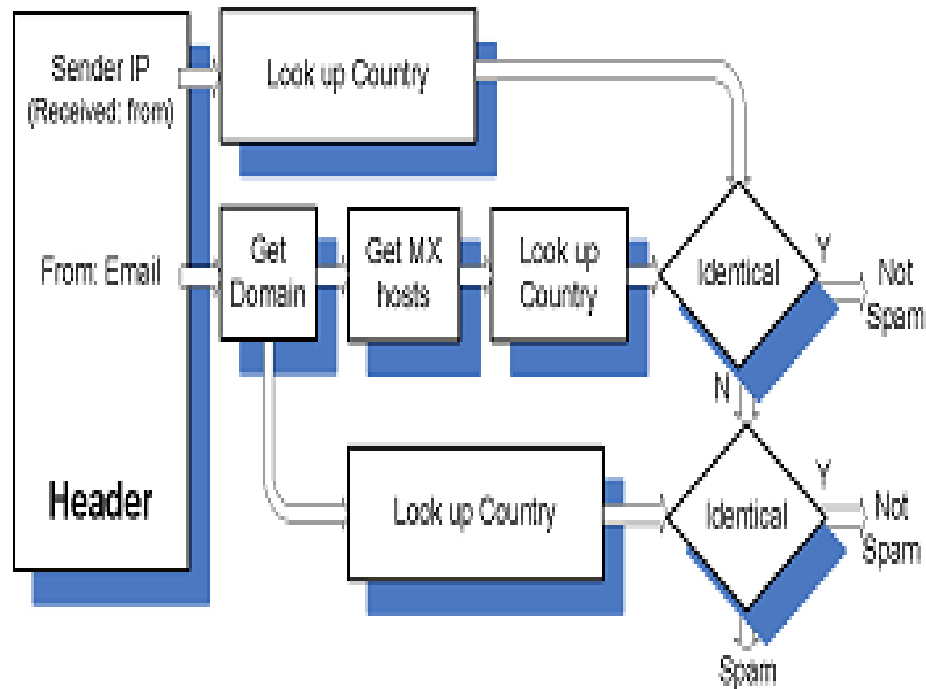 Sender IP
(Received: from)
Look up Country
From: Email
Get
Domain
Get MX
hosts
Look up
Country
Identical
Y
Not
Spam
N
Header
Look up Country
Identical
Y
Not
Spam
Spam